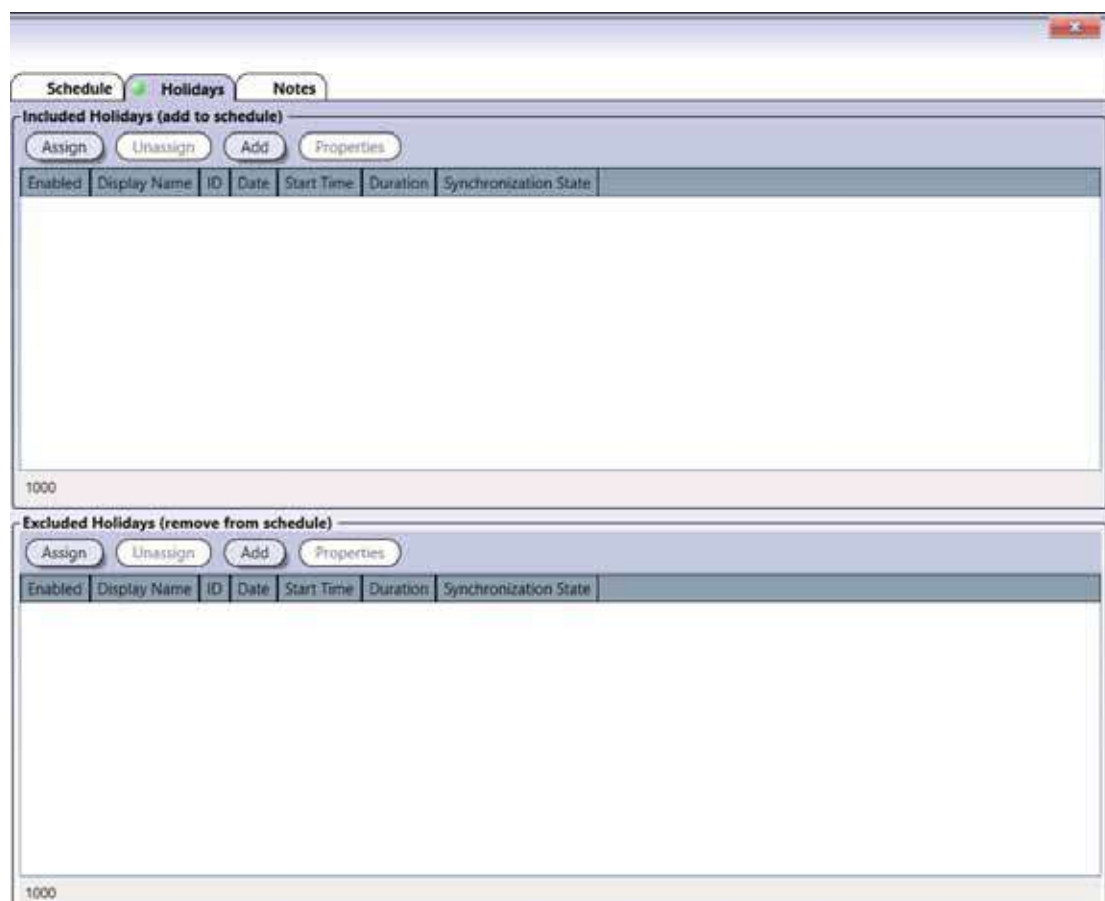 Schedule Holidays Notes
Included Holidays (add to schedule)
Assign Unassign Add Properties
Enabled Display Name ID Date Start Time Duration Synchronization State
1000
Excluded Holidays (remove from schedule)
Assign Unassign Add Properties
Enabled Display Name ID Date Start Time Duration Synchronization State
1000